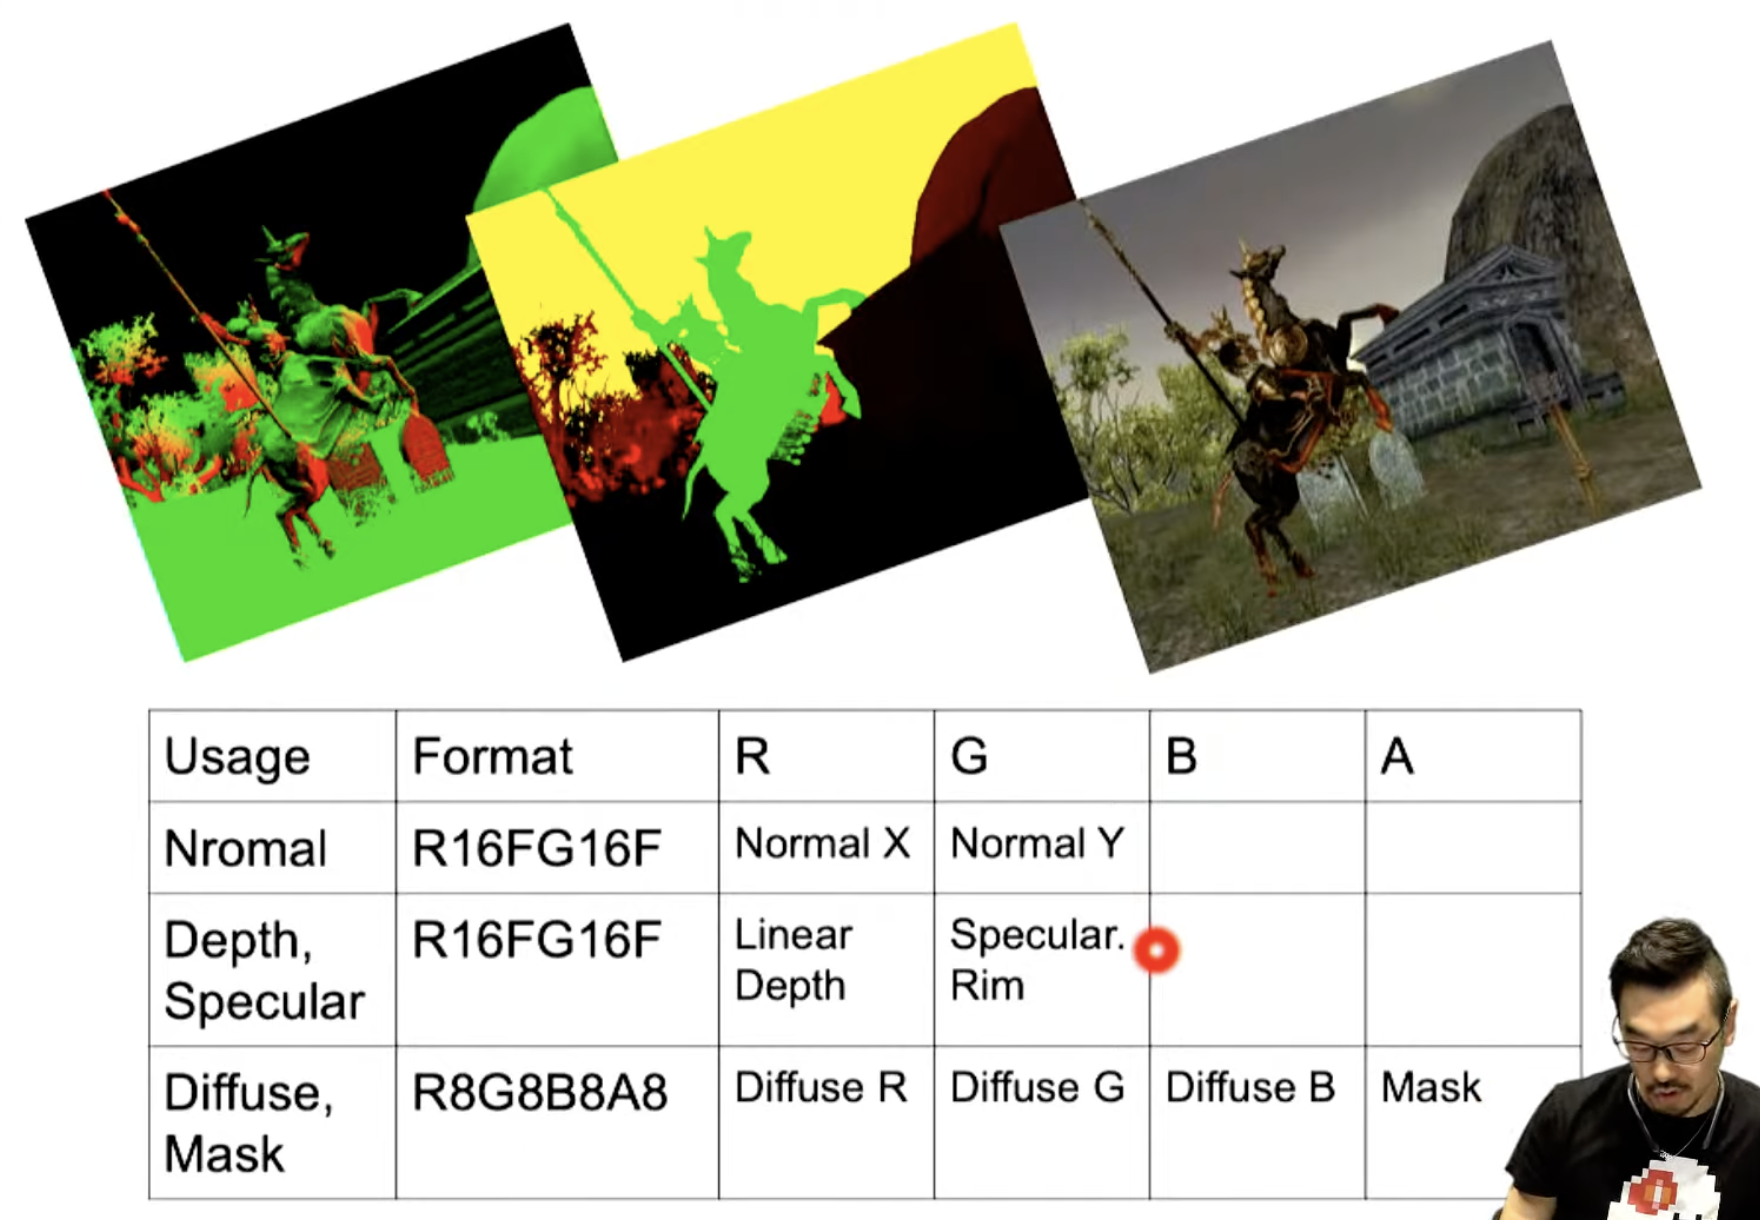 Usage Format R G B A
Nromal R16FG16F Normal X Normal Y
Depth, R16FG16F Linear Specular.
Specular Depth Rim
Diffuse, R8G8B8A8 Diffuse R Diffuse G Diffuse B Mask
Mask